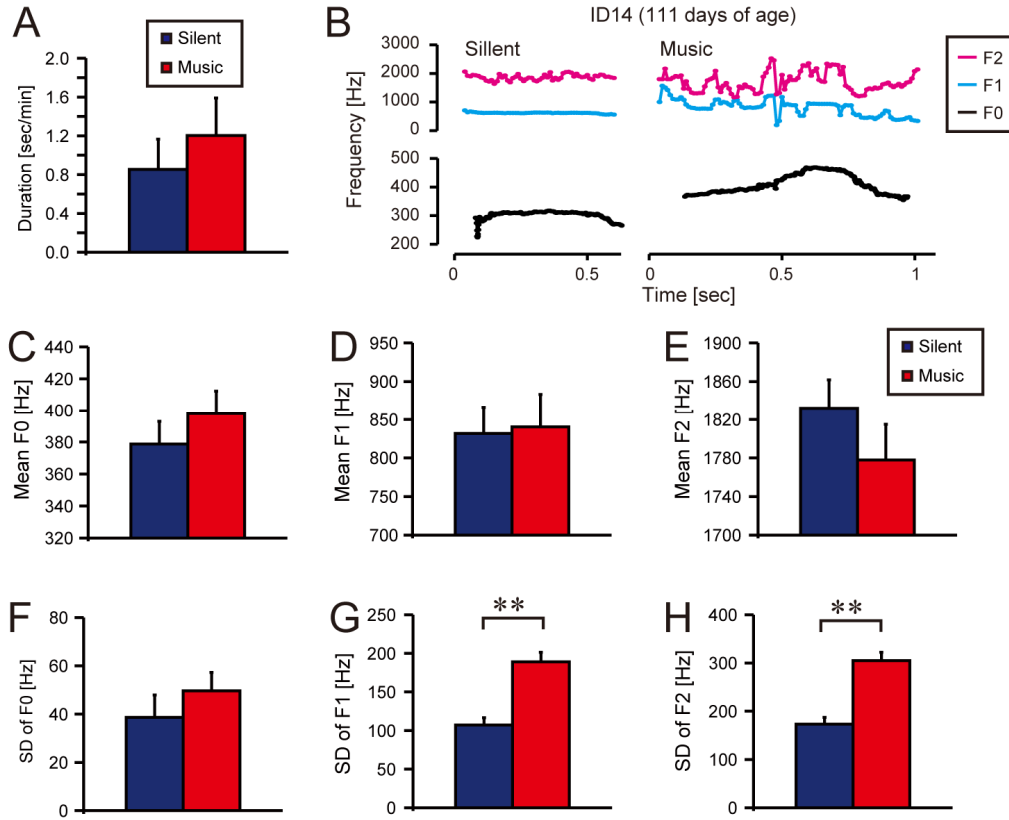 A
Silent
Music
Duration [sec/min]
2.0
1.6
1.2
0.8
0.4
0.0
B
ID14 (111 days of age)
Sillent
Music
F2
F1
F0
Frequency [Hz]
3000
2000
1000
0
500
400
300
200
0
0.5
0
0.5
1
Time [sec]
C
Mean F0 [Hz]
440
420
400
380
360
340
320
D
Mean F1 [Hz]
950
900
850
800
750
700
E
Silent
Music
Mean F2 [Hz]
1900
1860
1820
1780
1740
1700
F
SD of F0 [Hz]
80
60
40
20
0
G
**
SD of F1 [Hz]
250
200
150
100
50
0
H
**
SD of F2 [Hz]
400
300
200
100
0